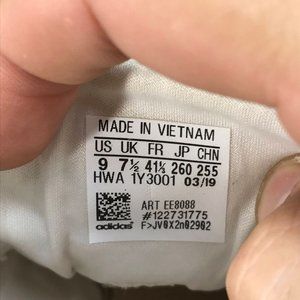 MADE IN VIETNAM
US UK FR JP CHN
9 7½ 41⅓ 260 255
HWA 1Y3001 03/19
ART EE8088
#122731775
adidas F>JV0X2n02902